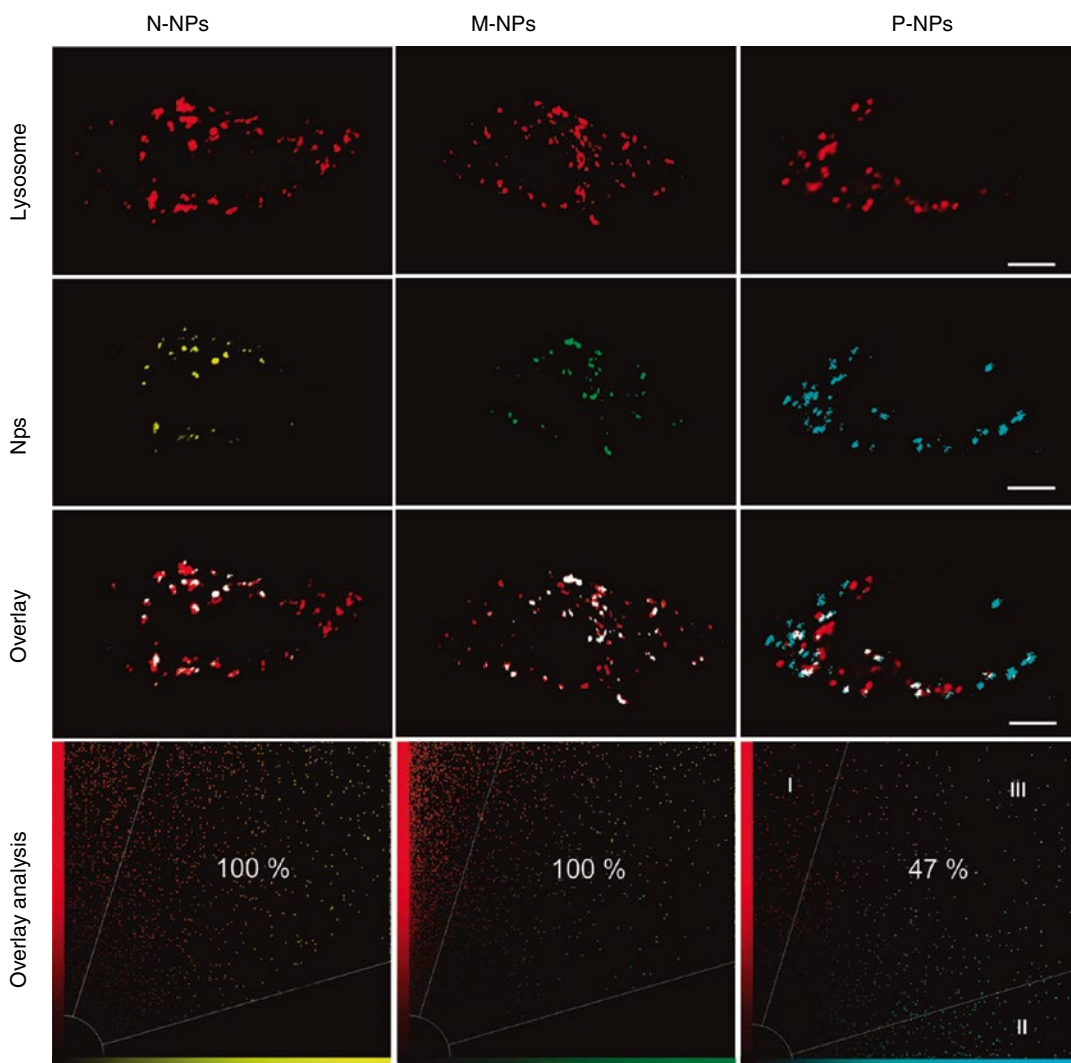 N-NPs M-NPs P-NPs
Lysosome
Nps
Overlay
Overlay analysis
100 % 100 % 47 %
I III
II